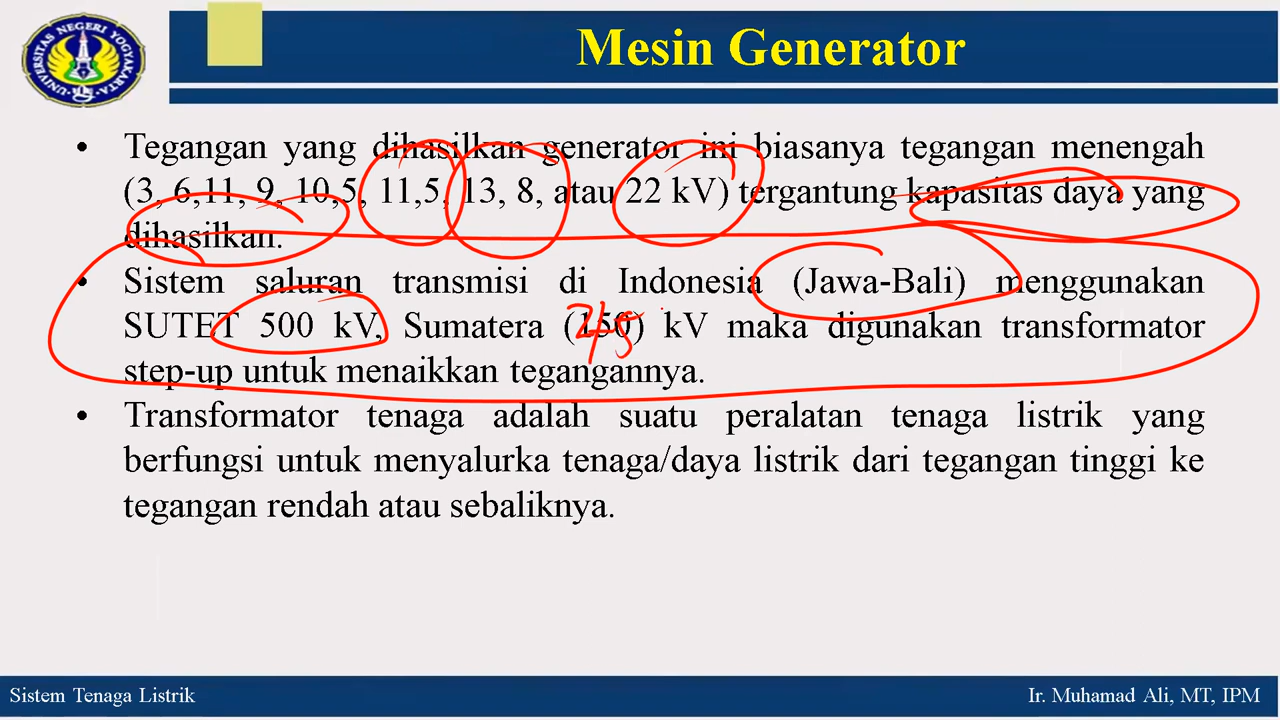 UNIVERSITAS NEGERI YOGYAKARTA
Mesin Generator
• Tegangan yang dihasilkan generator ini biasanya tegangan menengah
(3, 6,11, 9, 10,5, 11,5, 13, 8, atau 22 kV) tergantung kapasitas daya yang
dihasilkan.
• Sistem saluran transmisi di Indonesia (Jawa-Bali) menggunakan
SUTET 500 kV, Sumatera (150) kV maka digunakan transformator
step-up untuk menaikkan tegangannya.
• Transformator tenaga adalah suatu peralatan tenaga listrik yang
berfungsi untuk menyalurka tenaga/daya listrik dari tegangan tinggi ke
tegangan rendah atau sebaliknya.
Sistem Tenaga Listrik
Ir. Muhamad Ali, MT, IPM